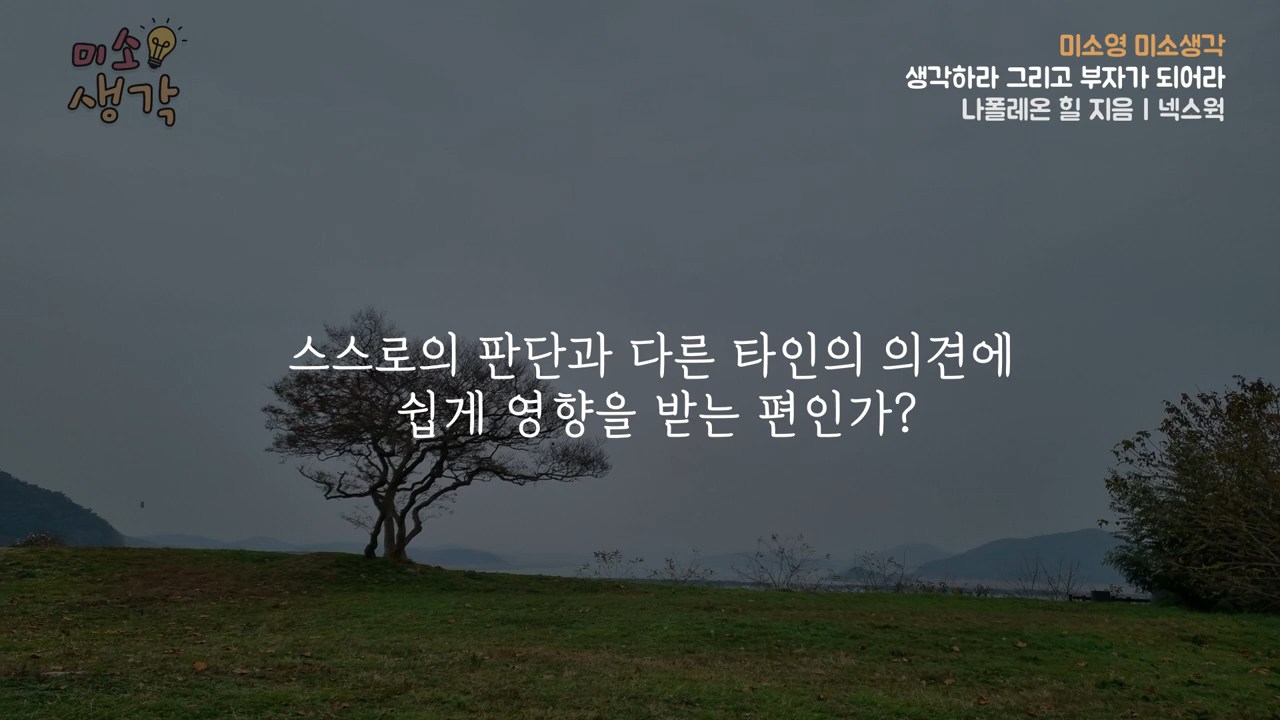 미소
생각
미소영 미소생각
생각하라 그리고 부자가 되어라
나폴레온 힐 지음 | 넥스웍
스스로의 판단과 다른 타인의 의견에
쉽게 영향을 받는 편인가?